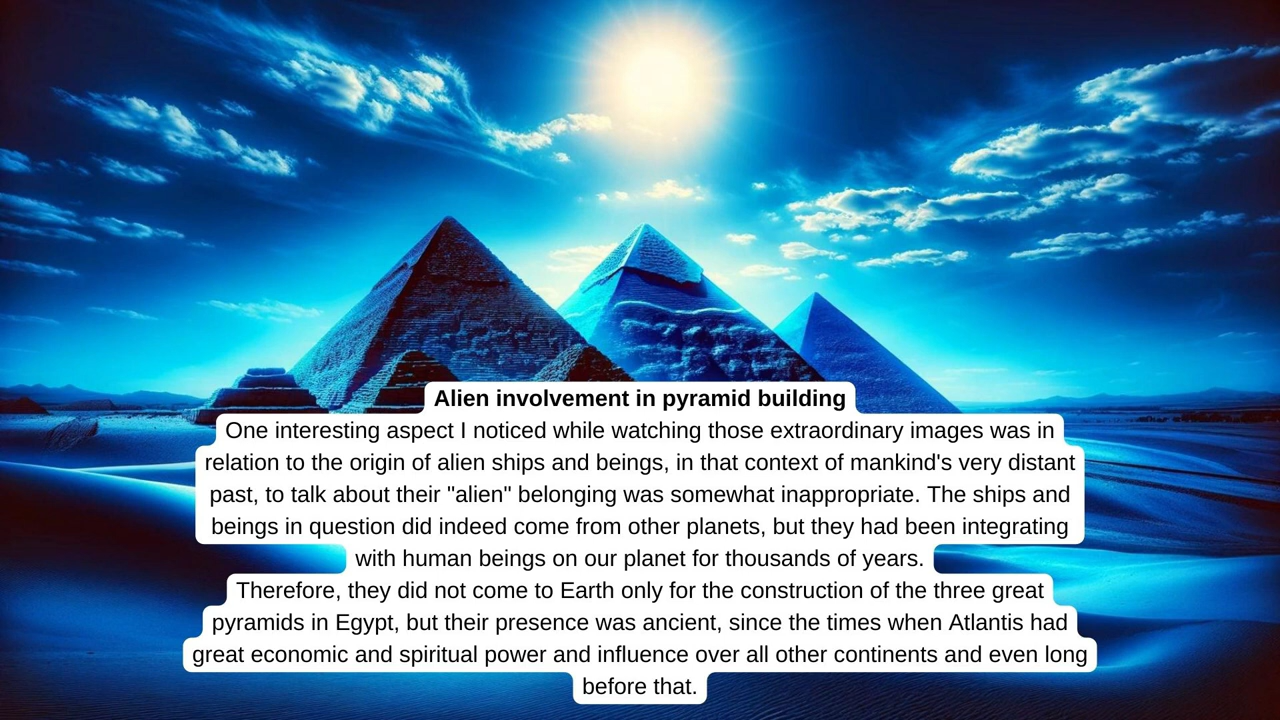 Alien involvement in pyramid building
One interesting aspect I noticed while watching those extraordinary images was in
relation to the origin of alien ships and beings, in that context of mankind's very distant
past, to talk about their "alien" belonging was somewhat inappropriate. The ships and
beings in question did indeed come from other planets, but they had been integrating
with human beings on our planet for thousands of years.
Therefore, they did not come to Earth only for the construction of the three great
pyramids in Egypt, but their presence was ancient, since the times when Atlantis had
great economic and spiritual power and influence over all other continents and even long
before that.